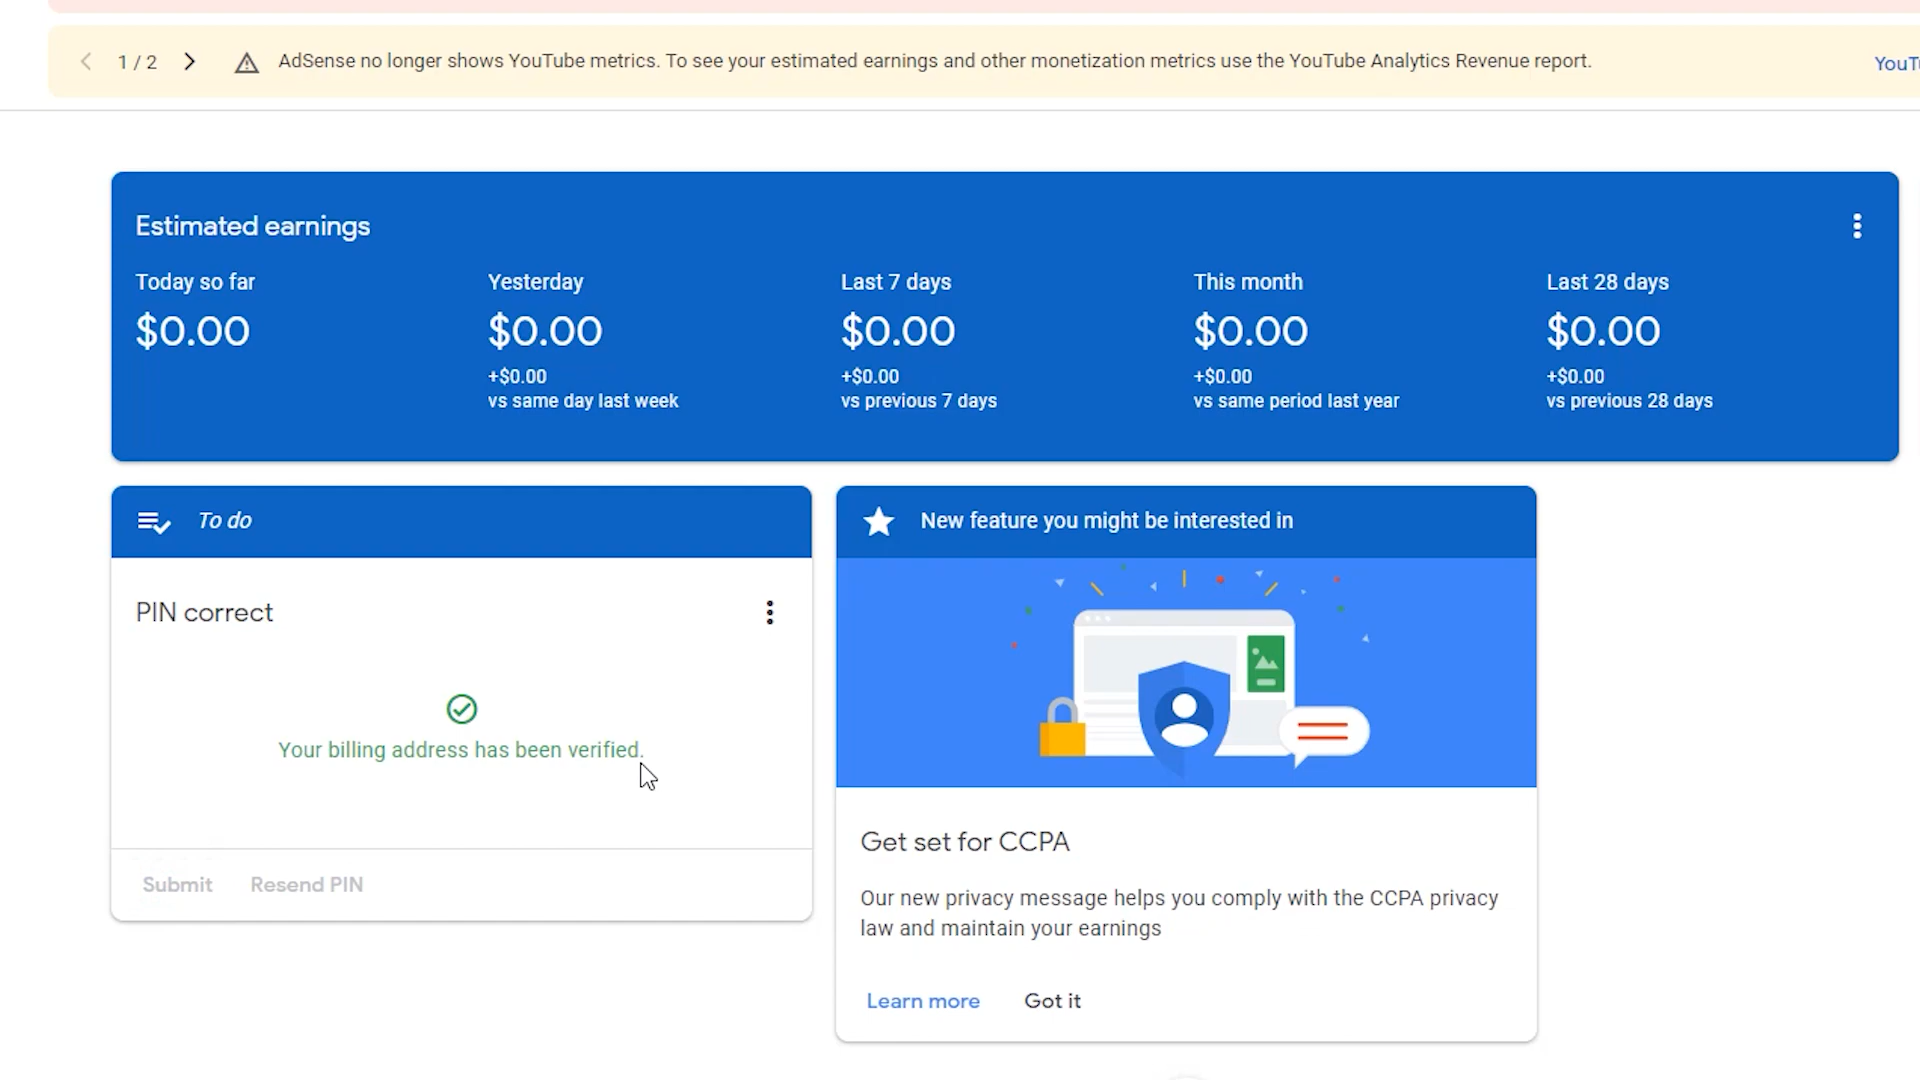 1 / 2
AdSense no longer shows YouTube metrics. To see your estimated earnings and other monetization metrics use the YouTube Analytics Revenue report.
Estimated earnings
Today so far
$0.00
Yesterday
$0.00
+$0.00
vs same day last week
Last 7 days
$0.00
+$0.00
vs previous 7 days
This month
$0.00
+$0.00
vs same period last year
Last 28 days
$0.00
+$0.00
vs previous 28 days
To do
PIN correct
Your billing address has been verified.
Submit Resend PIN
New feature you might be interested in
Get set for CCPA
Our new privacy message helps you comply with the CCPA privacy
law and maintain your earnings
Learn more Got it